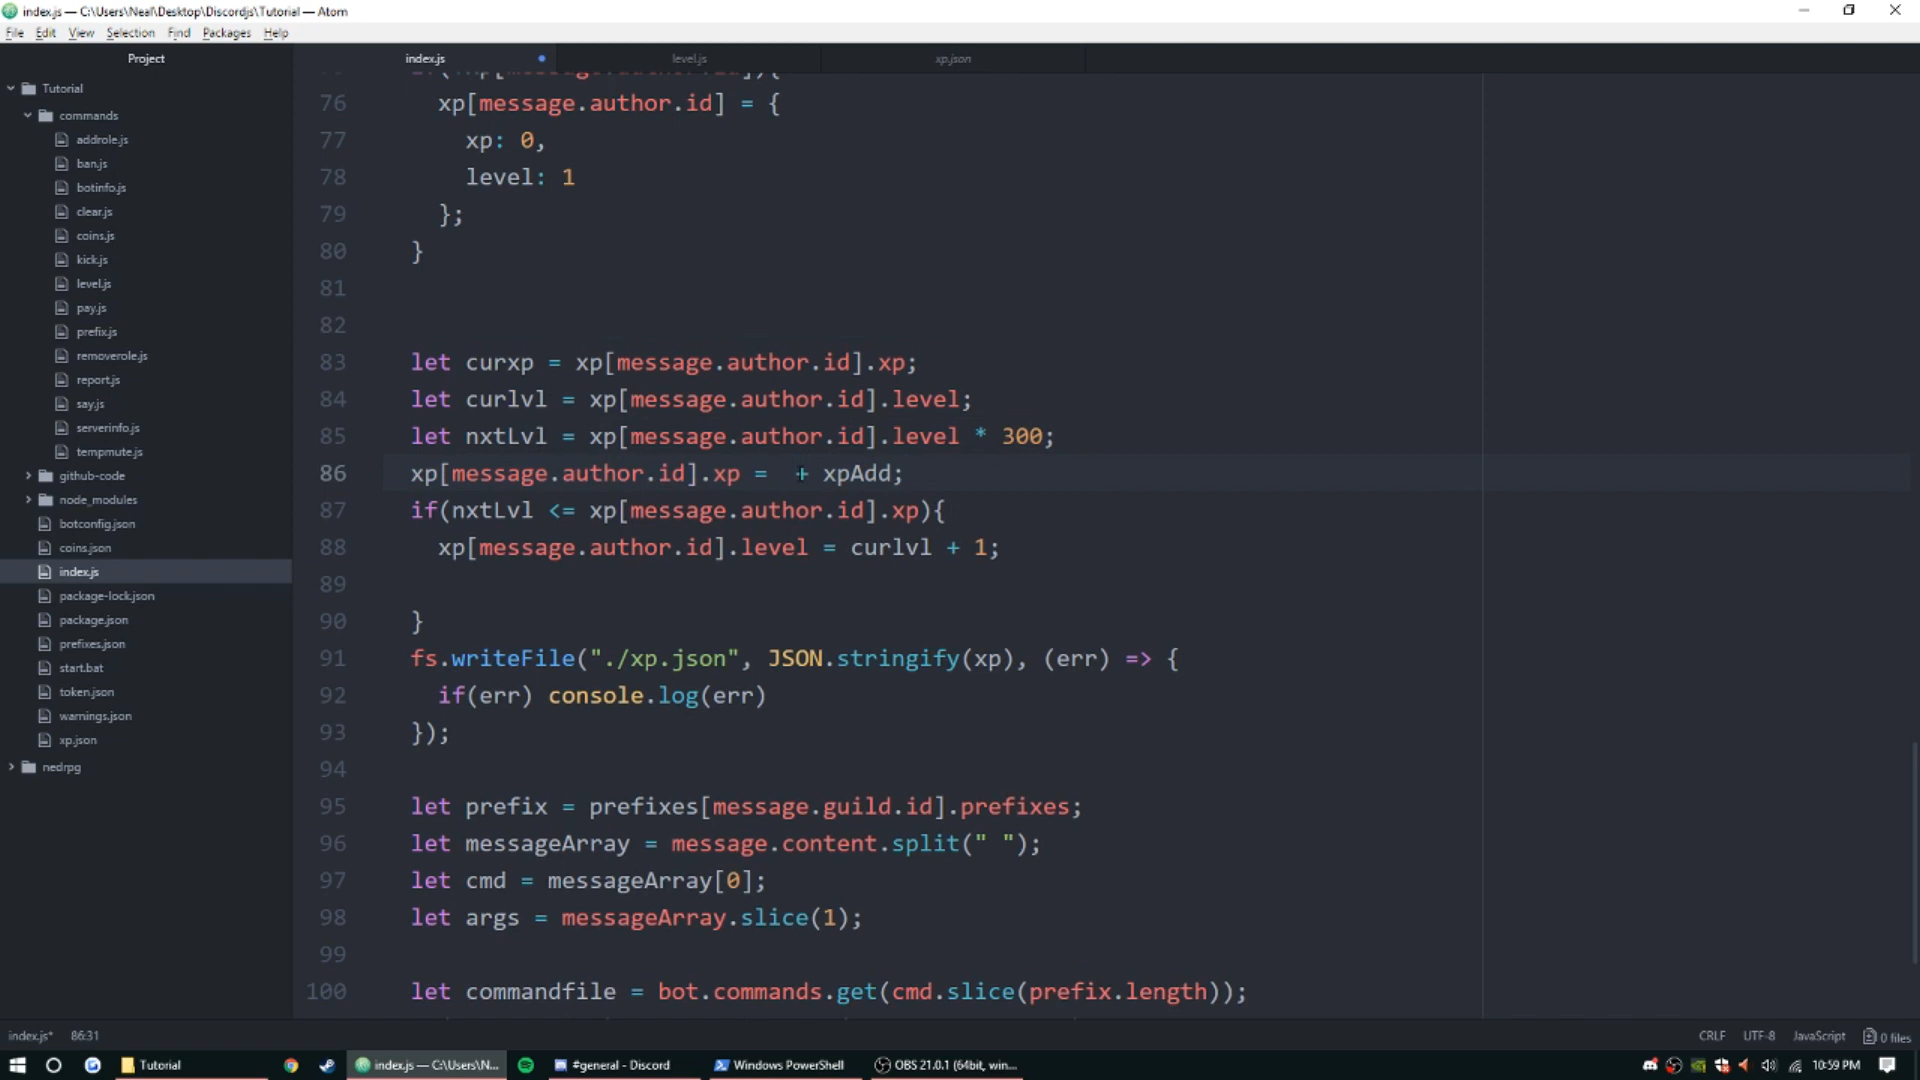 index.js — C:\Users\Neal\Desktop\Discordjs\Tutorial — Atom
File Edit View Selection Find Packages Help
Project
index.js
level.js
xp.json
Tutorial
commands
addrole.js
ban.js
botinfo.js
clear.js
coins.js
kick.js
level.js
pay.js
prefix.js
removerole.js
report.js
say.js
serverinfo.js
tempmute.js
github-code
node_modules
botconfig.json
coins.json
index.js
package-lock.json
package.json
prefixes.json
start.bat
token.json
warnings.json
xp.json
nedrpg
76 xp[message.author.id] = {
77 xp: 0,
78 level: 1
79 };
80 }
81
82
83 let curxp = xp[message.author.id].xp;
84 let curlvl = xp[message.author.id].level;
85 let nxtLvl = xp[message.author.id].level * 300;
86 xp[message.author.id].xp =  + xpAdd;
87 if(nxtLvl <= xp[message.author.id].xp){
88 xp[message.author.id].level = curlvl + 1;
89
90 }
91 fs.writeFile("./xp.json", JSON.stringify(xp), (err) => {
92 if(err) console.log(err)
93 });
94
95 let prefix = prefixes[message.guild.id].prefixes;
96 let messageArray = message.content.split(" ");
97 let cmd = messageArray[0];
98 let args = messageArray.slice(1);
99
100 let commandfile = bot.commands.get(cmd.slice(prefix.length));
index.js* 86:31
CRLF UTF-8 JavaScript 0 files
Tutorial
index.js — C:\Users\N...
#general - Discord
Windows PowerShell
OBS 21.0.1 (64bit, win...
10:59 PM